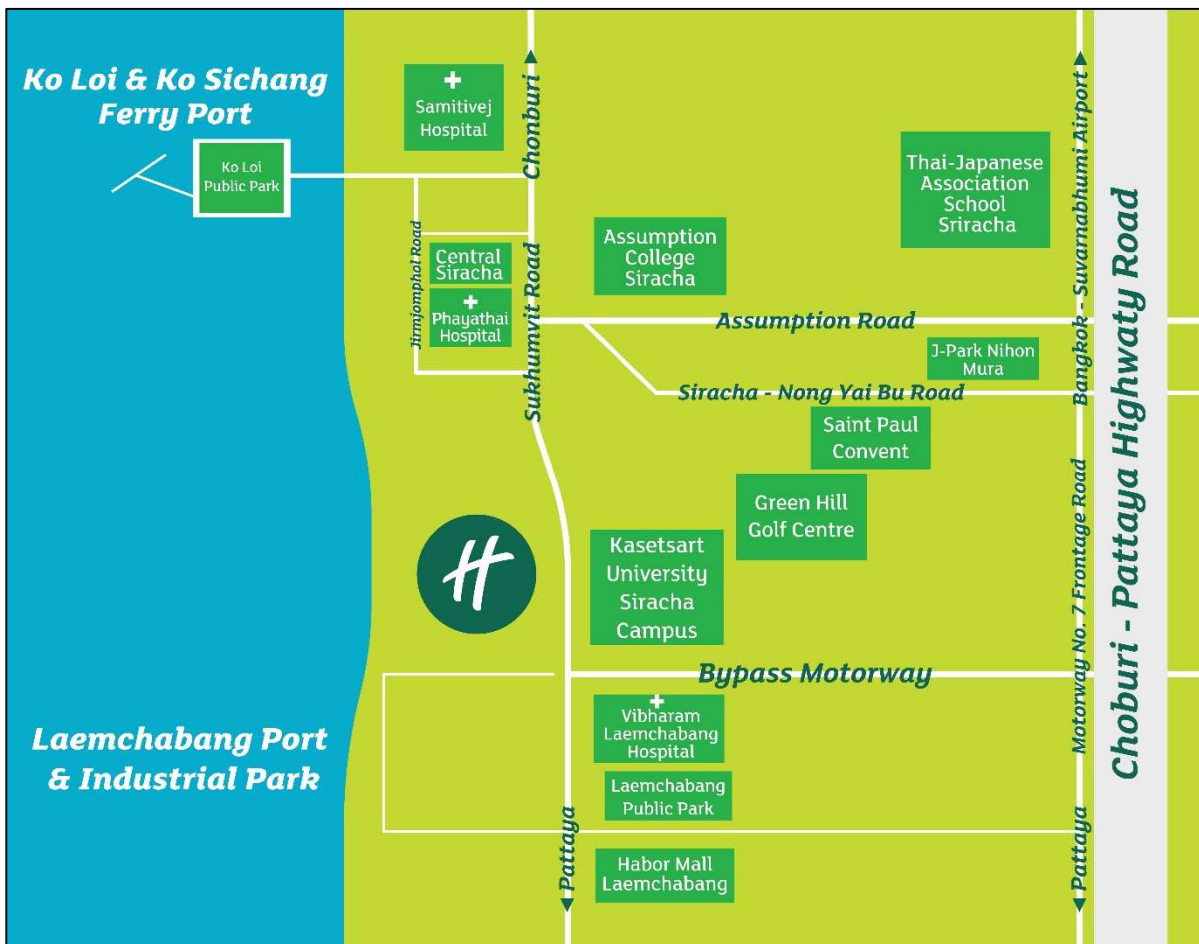 Ko Loi & Ko Sichang
Ferry Port
Ko Loi
Public Park
Samitivej
Hospital
Chonburi
Jirmjomphol Road
Central
Siracha
Phayathai
Hospital
Sukhumvit Road
Assumption
College
Siracha
Thai-Japanese
Association
School
Sriracha
Bangkok - Suvarnabhumi Airport
Choburi - Pattaya Highwaty Road
Assumption Road
J-Park Nihon
Mura
Siracha - Nong Yai Bu Road
Saint Paul
Convent
Green Hill
Golf Centre
H
Kasetsart
University
Siracha
Campus
Motorway No. 7 Frontage Road
Bypass Motorway
Laemchabang Port
& Industrial Park
Vibharam
Laemchabang
Hospital
Laemchabang
Public Park
Pattaya
Habor Mall
Laemchabang
Pattaya